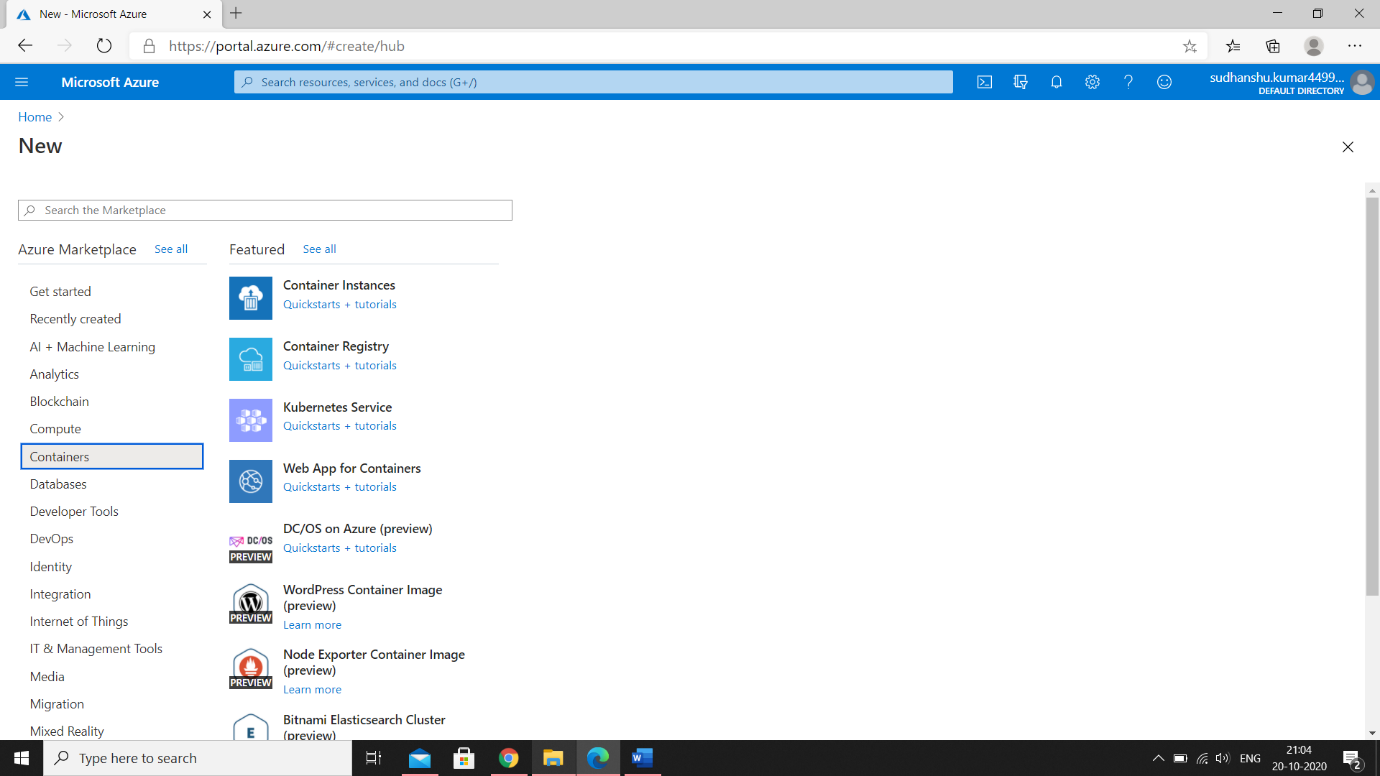 New - Microsoft Azure
https://portal.azure.com/#create/hub
Microsoft Azure
Search resources, services, and docs (G+/)
sudhanshu.kumar4499...
DEFAULT DIRECTORY
Home
New
Search the Marketplace
Azure Marketplace
See all
Get started
Recently created
AI + Machine Learning
Analytics
Blockchain
Compute
Containers
Databases
Developer Tools
DevOps
Identity
Integration
Internet of Things
IT & Management Tools
Media
Migration
Mixed Reality
Featured
See all
Container Instances
Quickstarts + tutorials
Container Registry
Quickstarts + tutorials
Kubernetes Service
Quickstarts + tutorials
Web App for Containers
Quickstarts + tutorials
DC/OS
PREVIEW
DC/OS on Azure (preview)
Quickstarts + tutorials
PREVIEW
WordPress Container Image
(preview)
Learn more
PREVIEW
Node Exporter Container Image
(preview)
Learn more
E
Bitnami Elasticsearch Cluster
(preview)
Type here to search
ENG
21:04
20-10-2020
2